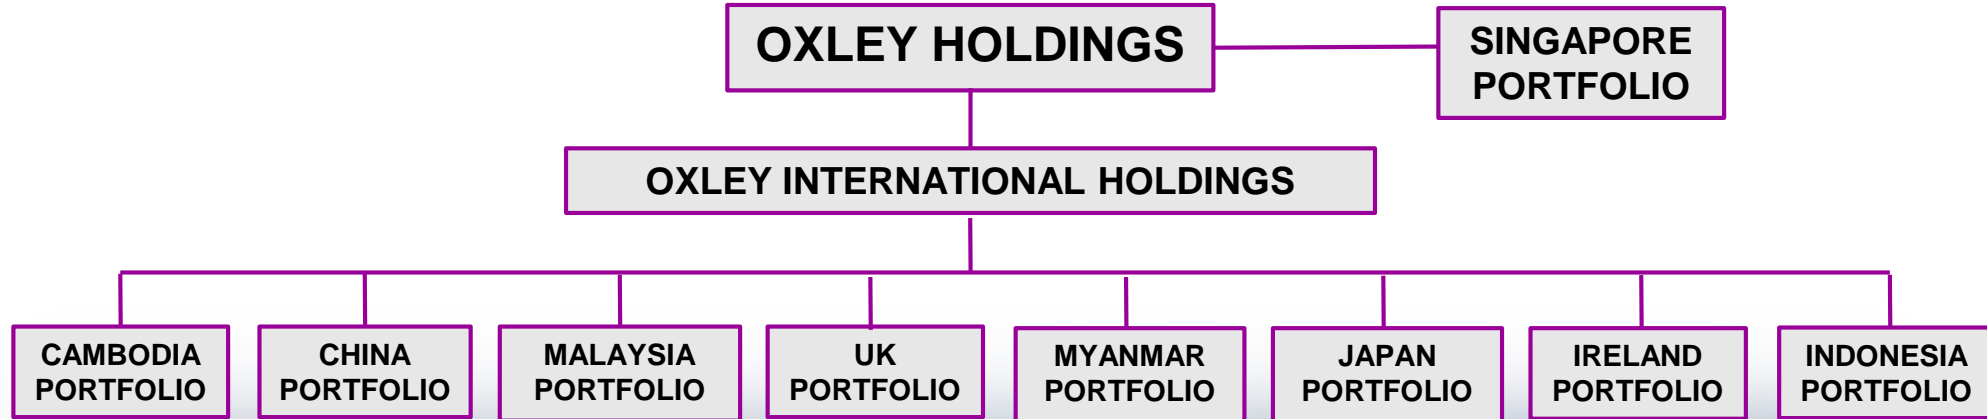 OXLEY HOLDINGS
SINGAPORE
PORTFOLIO
OXLEY INTERNATIONAL HOLDINGS
CAMBODIA
PORTFOLIO
CHINA
PORTFOLIO
MALAYSIA
PORTFOLIO
UK
PORTFOLIO
MYANMAR
PORTFOLIO
JAPAN
PORTFOLIO
IRELAND
PORTFOLIO
INDONESIA
PORTFOLIO